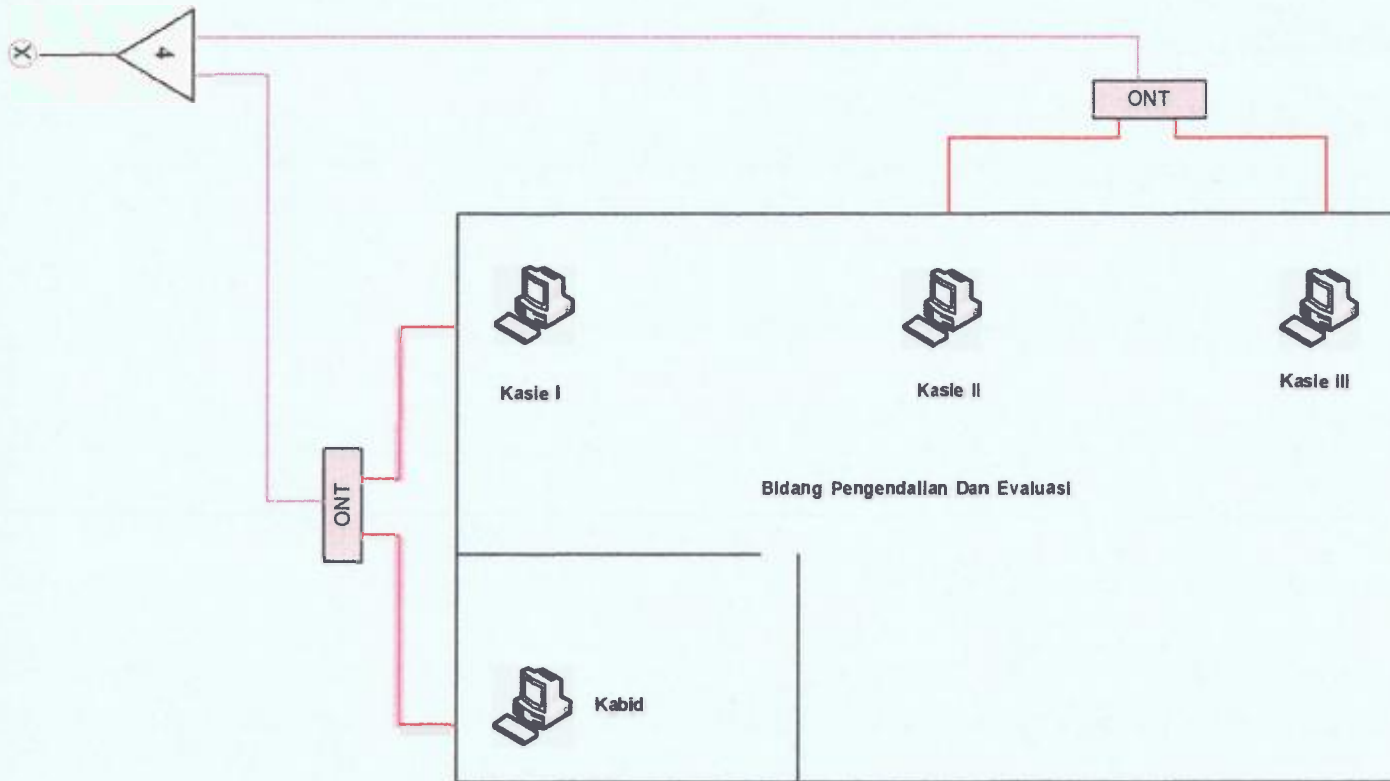 X
4
ONT
Kasie I
Kasie II
Kasie III
ONT
Bidang Pengendalian Dan Evaluasi
Kabid